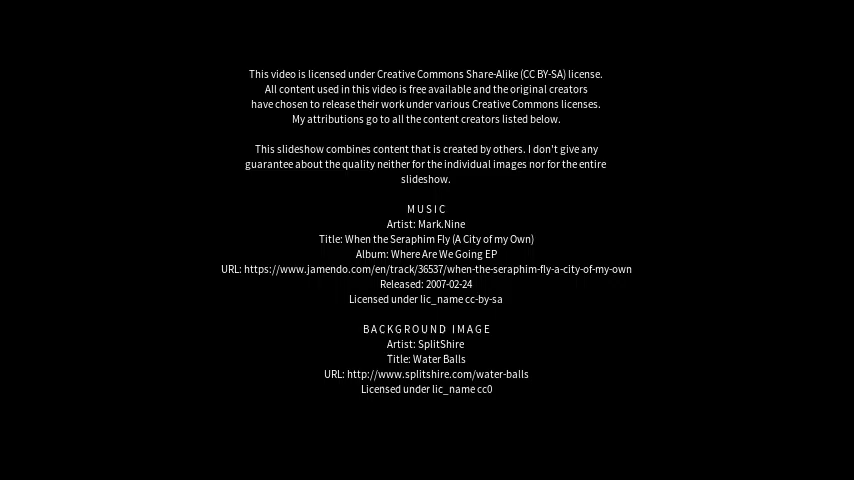 This video is licensed under Creative Commons Share-Alike (CC BY-SA) license.
All content used in this video is free available and the original creators
have chosen to release their work under various Creative Commons licenses.
My attributions go to all the content creators listed below.
This slideshow combines content that is created by others. I don't give any
guarantee about the quality neither for the individual images nor for the entire
slideshow.
MUSIC
Artist: Mark.Nine
Title: When the Seraphim Fly (A City of my Own)
Album: Where Are We Going EP
URL: https://www.jamendo.com/en/track/36537/when-the-seraphim-fly-a-city-of-my-own
Released: 2007-02-24
Licensed under lic_name cc-by-sa
BACKGROUND IMAGE
Artist: SplitShire
Title: Water Balls
URL: http://www.splitshire.com/water-balls
Licensed under lic_name cc0